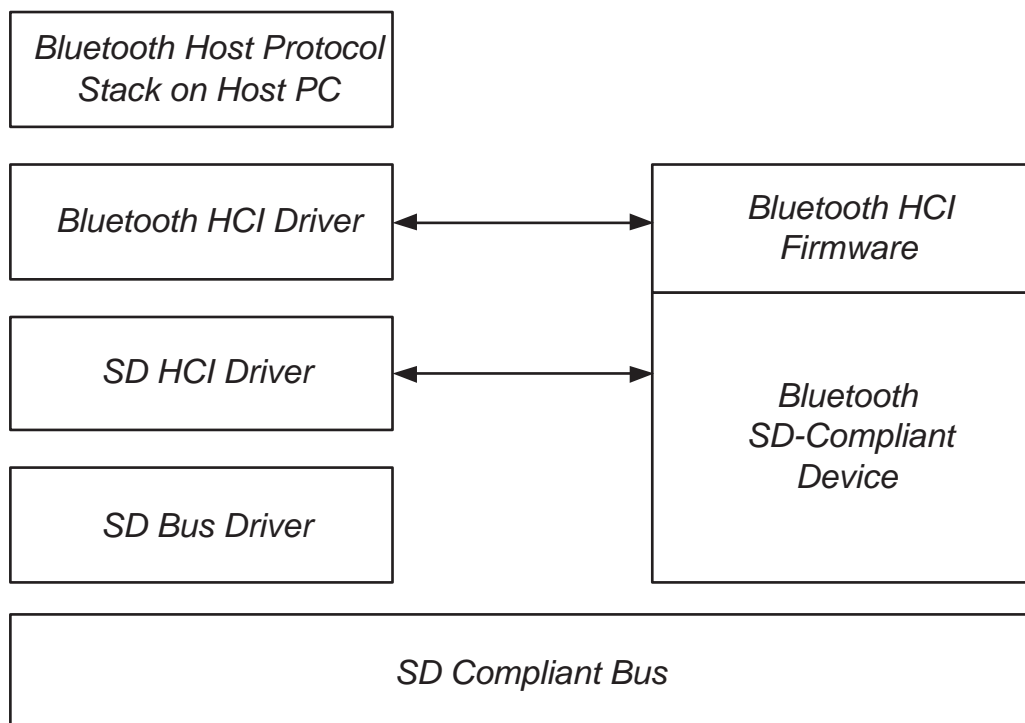 Bluetooth Host Protocol
Stack on Host PC
Bluetooth HCI Driver
Bluetooth HCI
Firmware
SD HCI Driver
Bluetooth
SD-Compliant
Device
SD Bus Driver
SD Compliant Bus